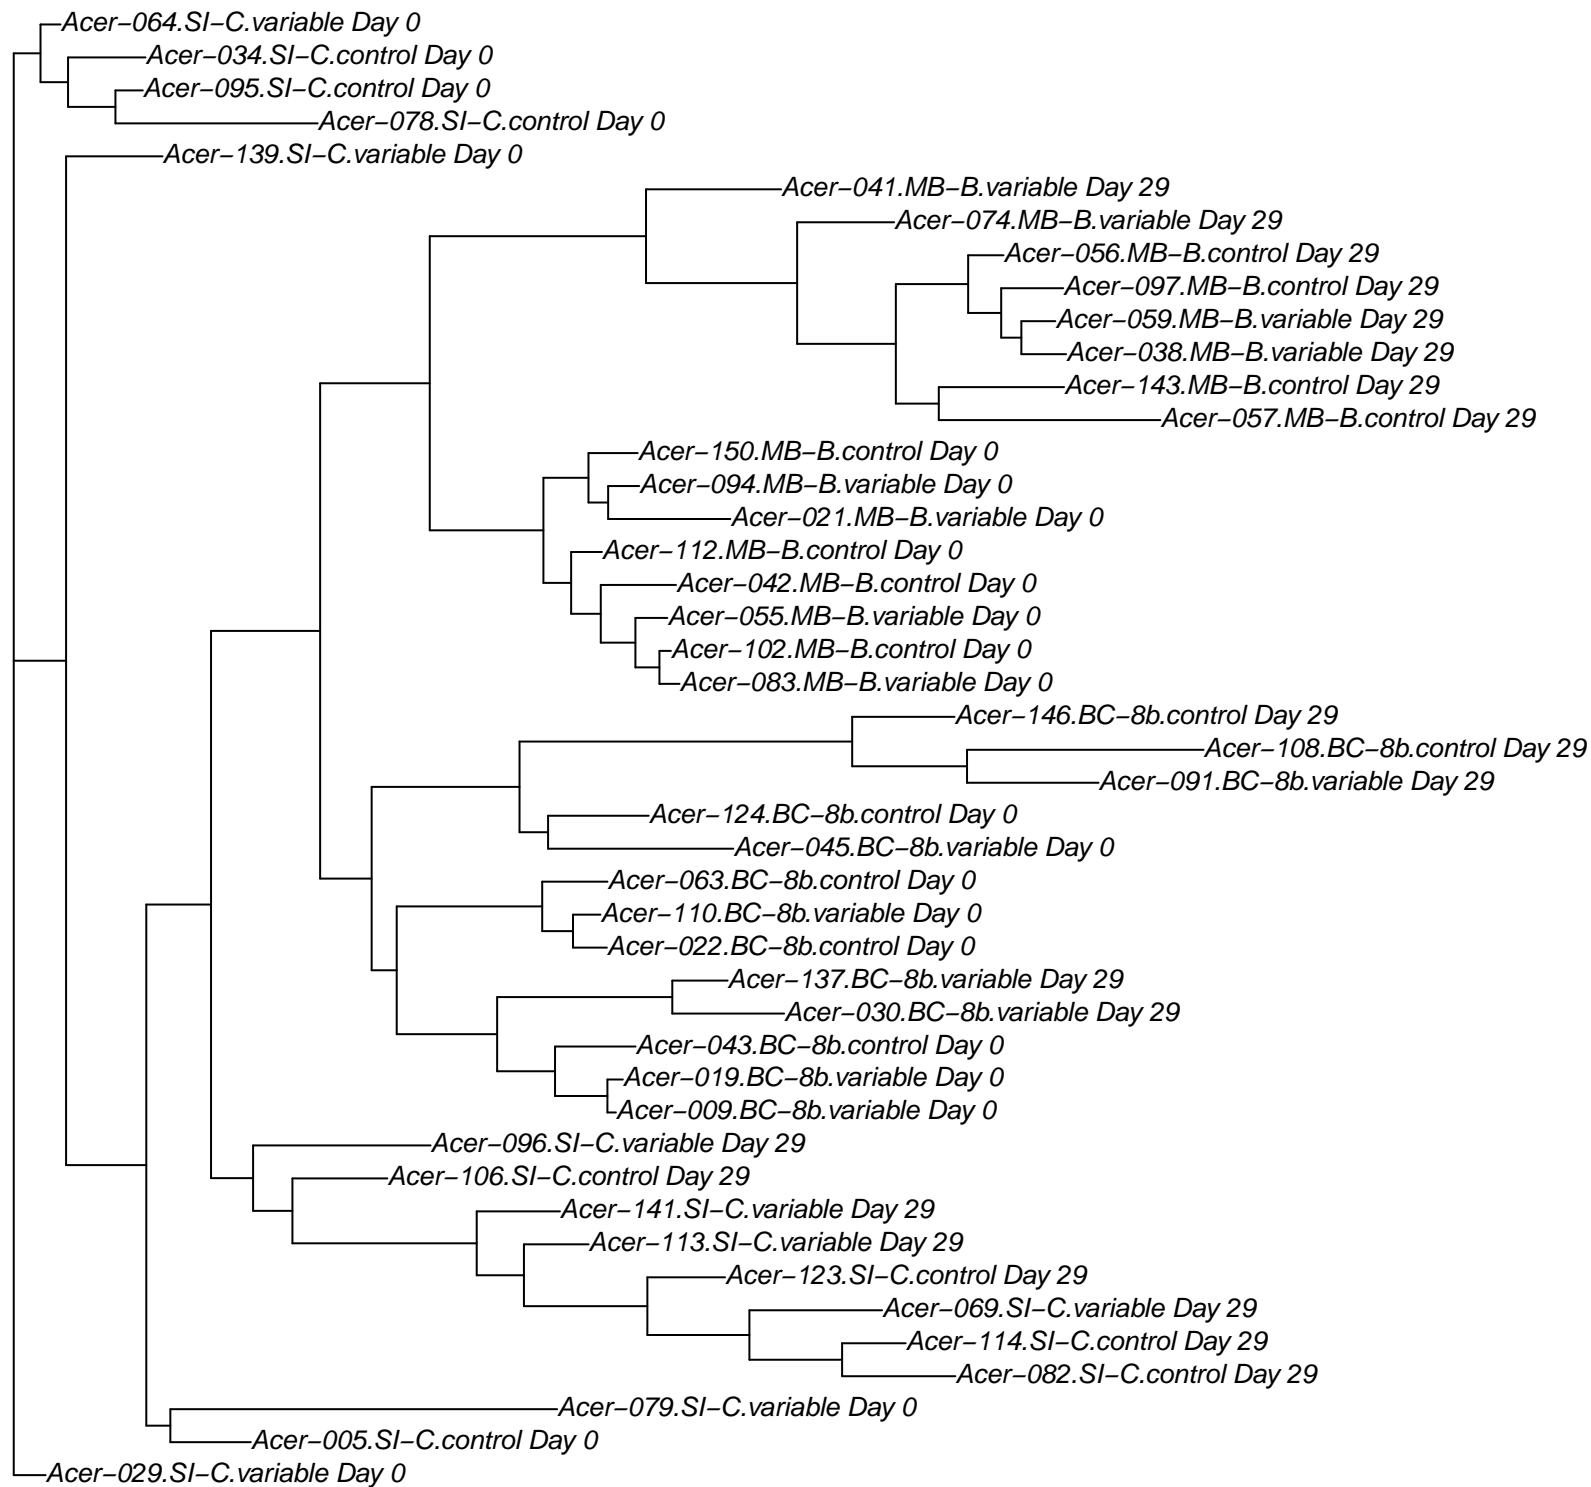 Acer−064.SI−C.variable Day 0
Acer−034.SI−C.control Day 0
Acer−095.SI−C.control Day 0
Acer−078.SI−C.control Day 0
Acer−139.SI−C.variable Day 0
Acer−041.MB−B.variable Day 29
Acer−074.MB−B.variable Day 29
Acer−056.MB−B.control Day 29
Acer−097.MB−B.control Day 29
Acer−059.MB−B.variable Day 29
Acer−038.MB−B.variable Day 29
Acer−143.MB−B.control Day 29
Acer−057.MB−B.control Day 29
Acer−150.MB−B.control Day 0
Acer−094.MB−B.variable Day 0
Acer−021.MB−B.variable Day 0
Acer−112.MB−B.control Day 0
Acer−042.MB−B.control Day 0
Acer−055.MB−B.variable Day 0
Acer−102.MB−B.control Day 0
Acer−083.MB−B.variable Day 0
Acer−146.BC−8b.control Day 29
Acer−108.BC−8b.control Day 29
Acer−091.BC−8b.variable Day 29
Acer−124.BC−8b.control Day 0
Acer−045.BC−8b.variable Day 0
Acer−063.BC−8b.control Day 0
Acer−110.BC−8b.variable Day 0
Acer−022.BC−8b.control Day 0
Acer−137.BC−8b.variable Day 29
Acer−030.BC−8b.variable Day 29
Acer−043.BC−8b.control Day 0
Acer−019.BC−8b.variable Day 0
Acer−009.BC−8b.variable Day 0
Acer−096.SI−C.variable Day 29
Acer−106.SI−C.control Day 29
Acer−141.SI−C.variable Day 29
Acer−113.SI−C.variable Day 29
Acer−123.SI−C.control Day 29
Acer−069.SI−C.variable Day 29
Acer−114.SI−C.control Day 29
Acer−082.SI−C.control Day 29
Acer−079.SI−C.variable Day 0
Acer−005.SI−C.control Day 0
Acer−029.SI−C.variable Day 0